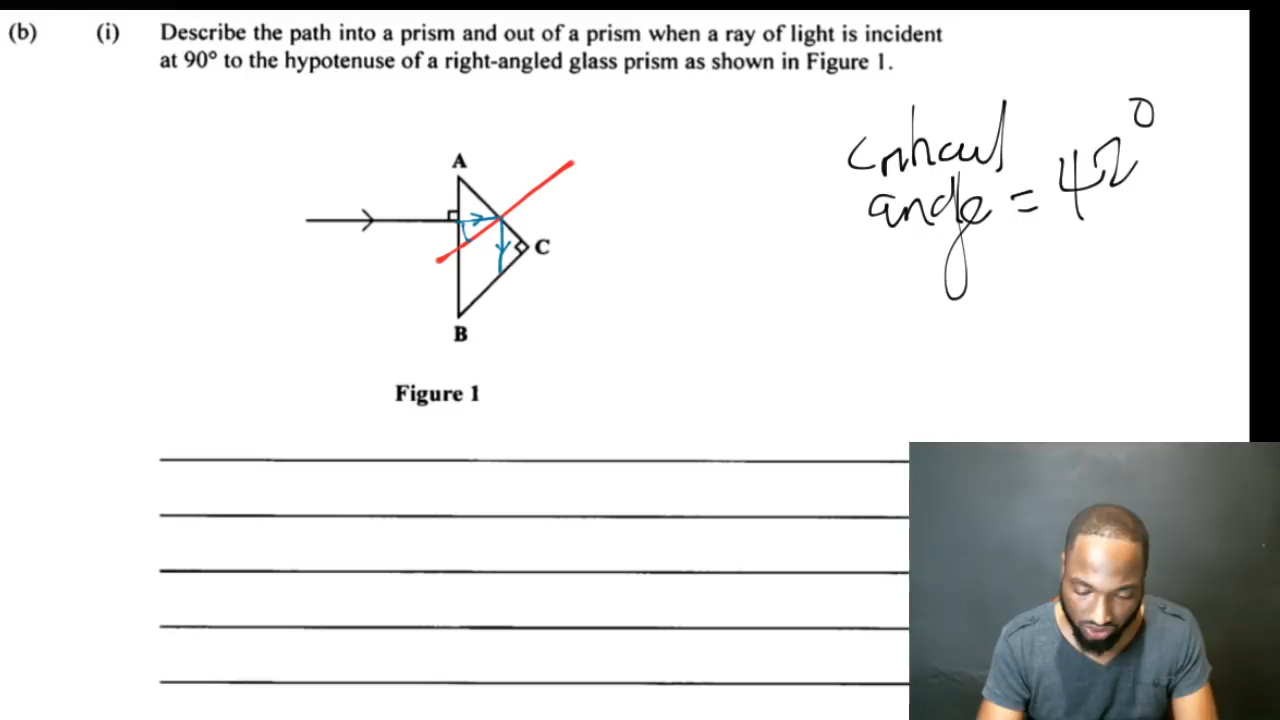 (b) (i) Describe the path into a prism and out of a prism when a ray of light is incident
at 90° to the hypotenuse of a right-angled glass prism as shown in Figure 1.
critical
angle = 42°
A
C
B
Figure 1